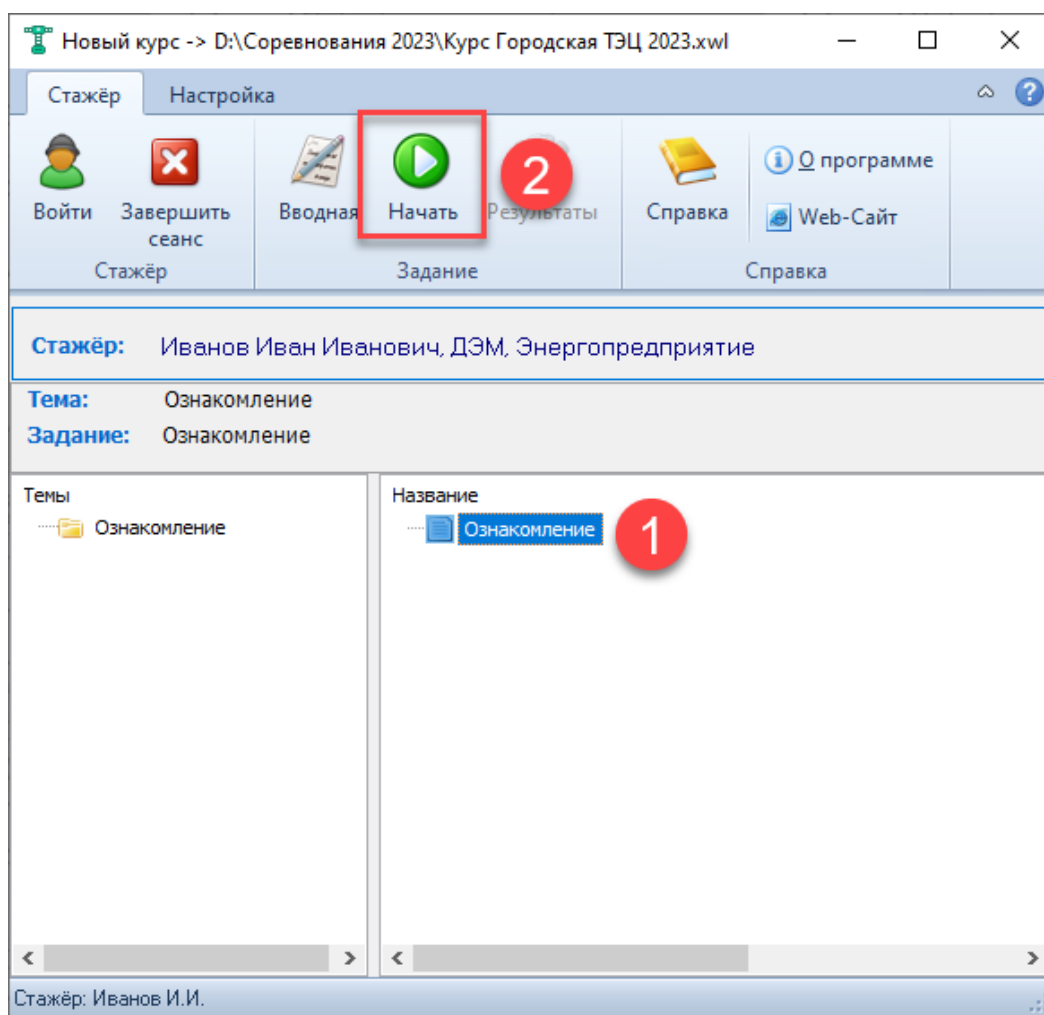 Новый курс -> D:\Соревнования 2023\Курс Городская ТЭЦ 2023.xwl
Стажёр Настройка
Войти Завершить сеанс Вводная Начать 2 Результаты Справка О программе
Web-Сайт
Стажёр Задание Справка
Стажёр: Иванов Иван Иванович, ДЭМ, Энергопредприятие
Тема: Ознакомление
Задание: Ознакомление
Темы Название
Ознакомление Ознакомление 1
Стажёр: Иванов И.И.